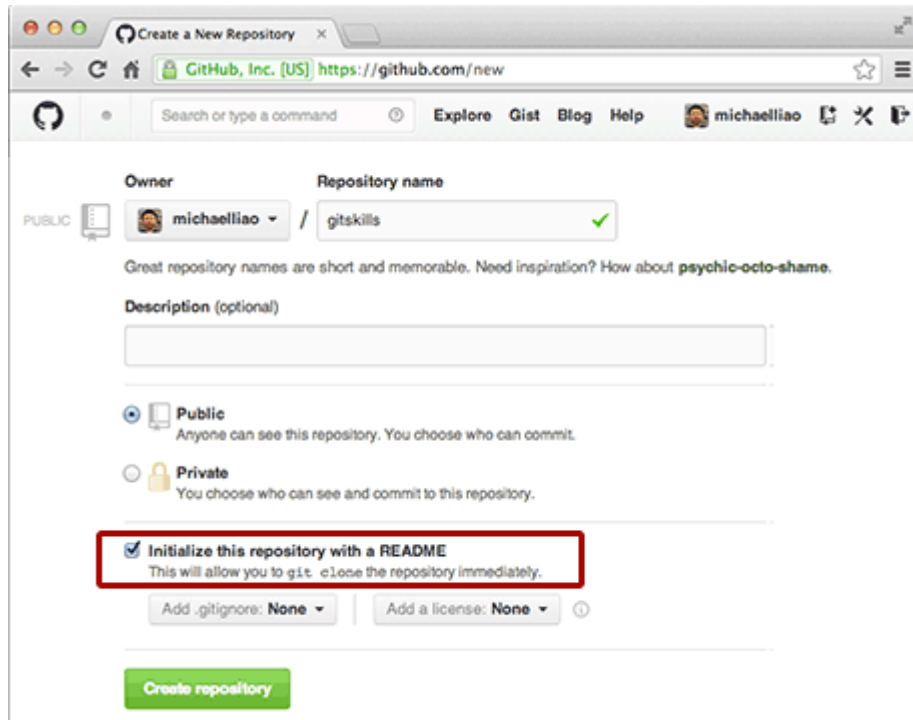 Create a New Repository ×
GitHub, Inc. [US] https://github.com/new
Search or type a command Explore Gist Blog Help michaelliao
Owner Repository name
PUBLIC michaelliao / gitskills
Great repository names are short and memorable. Need inspiration? How about psychic-octo-shame.
Description (optional)
Public
Anyone can see this repository. You choose who can commit.
Private
You choose who can see and commit to this repository.
Initialize this repository with a README
This will allow you to git clone the repository immediately.
Add .gitignore: None Add a license: None
Create repository